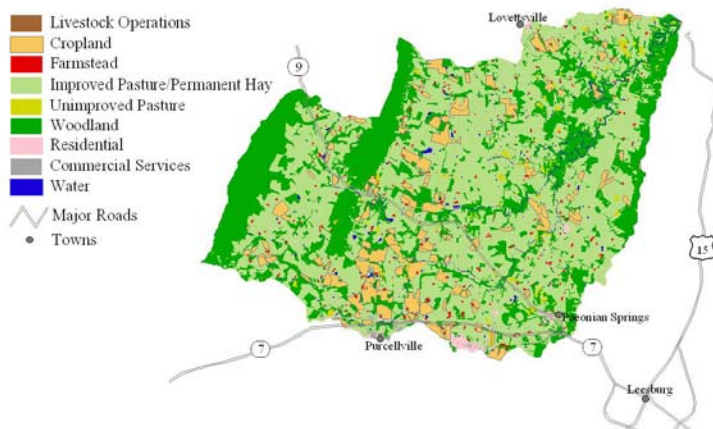 Livestock Operations
Cropland
Farmstead
Improved Pasture/Permanent Hay
Unimproved Pasture
Woodland
Residential
Commercial Services
Water
Major Roads
Towns
Lovettsville
9
15
Paeonian Springs
7
Purcellville
7
Leesburg